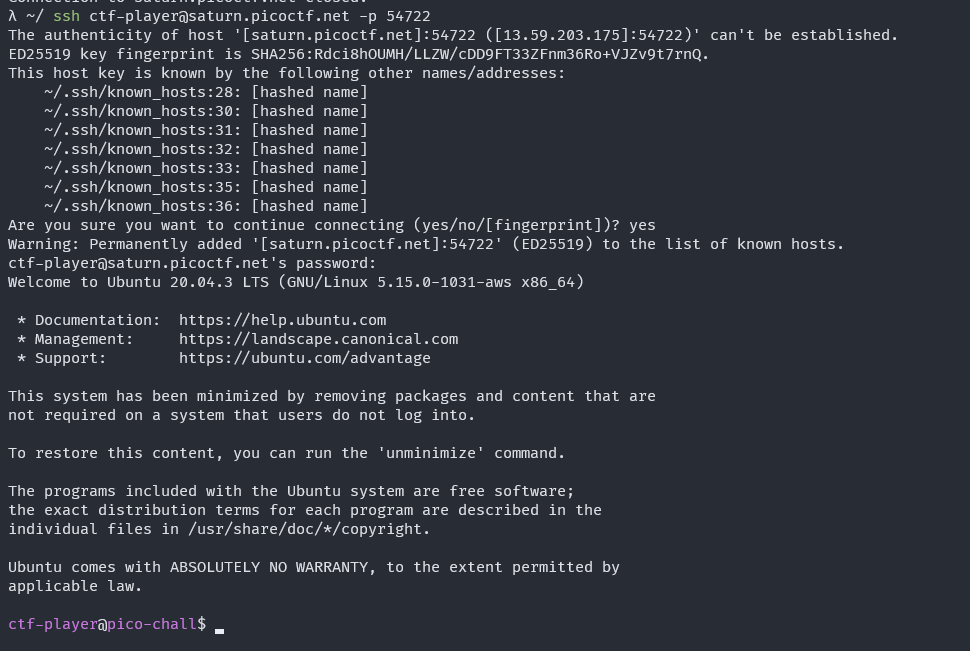 Connection to saturn.picoctf.net closed.
λ ~/ ssh ctf-player@saturn.picoctf.net -p 54722
The authenticity of host '[saturn.picoctf.net]:54722 ([13.59.203.175]:54722)' can't be established.
ED25519 key fingerprint is SHA256:Rdci8hOUMH/LLZW/cDD9FT33ZFnm36Ro+VJZv9t7rnQ.
This host key is known by the following other names/addresses:
    ~/.ssh/known_hosts:28: [hashed name]
    ~/.ssh/known_hosts:30: [hashed name]
    ~/.ssh/known_hosts:31: [hashed name]
    ~/.ssh/known_hosts:32: [hashed name]
    ~/.ssh/known_hosts:33: [hashed name]
    ~/.ssh/known_hosts:35: [hashed name]
    ~/.ssh/known_hosts:36: [hashed name]
Are you sure you want to continue connecting (yes/no/[fingerprint])? yes
Warning: Permanently added '[saturn.picoctf.net]:54722' (ED25519) to the list of known hosts.
ctf-player@saturn.picoctf.net's password:
Welcome to Ubuntu 20.04.3 LTS (GNU/Linux 5.15.0-1031-aws x86_64)

 * Documentation:  https://help.ubuntu.com
 * Management:     https://landscape.canonical.com
 * Support:        https://ubuntu.com/advantage

This system has been minimized by removing packages and content that are
not required on a system that users do not log into.

To restore this content, you can run the 'unminimize' command.

The programs included with the Ubuntu system are free software;
the exact distribution terms for each program are described in the
individual files in /usr/share/doc/*/copyright.

Ubuntu comes with ABSOLUTELY NO WARRANTY, to the extent permitted by
applicable law.

ctf-player@pico-chall$